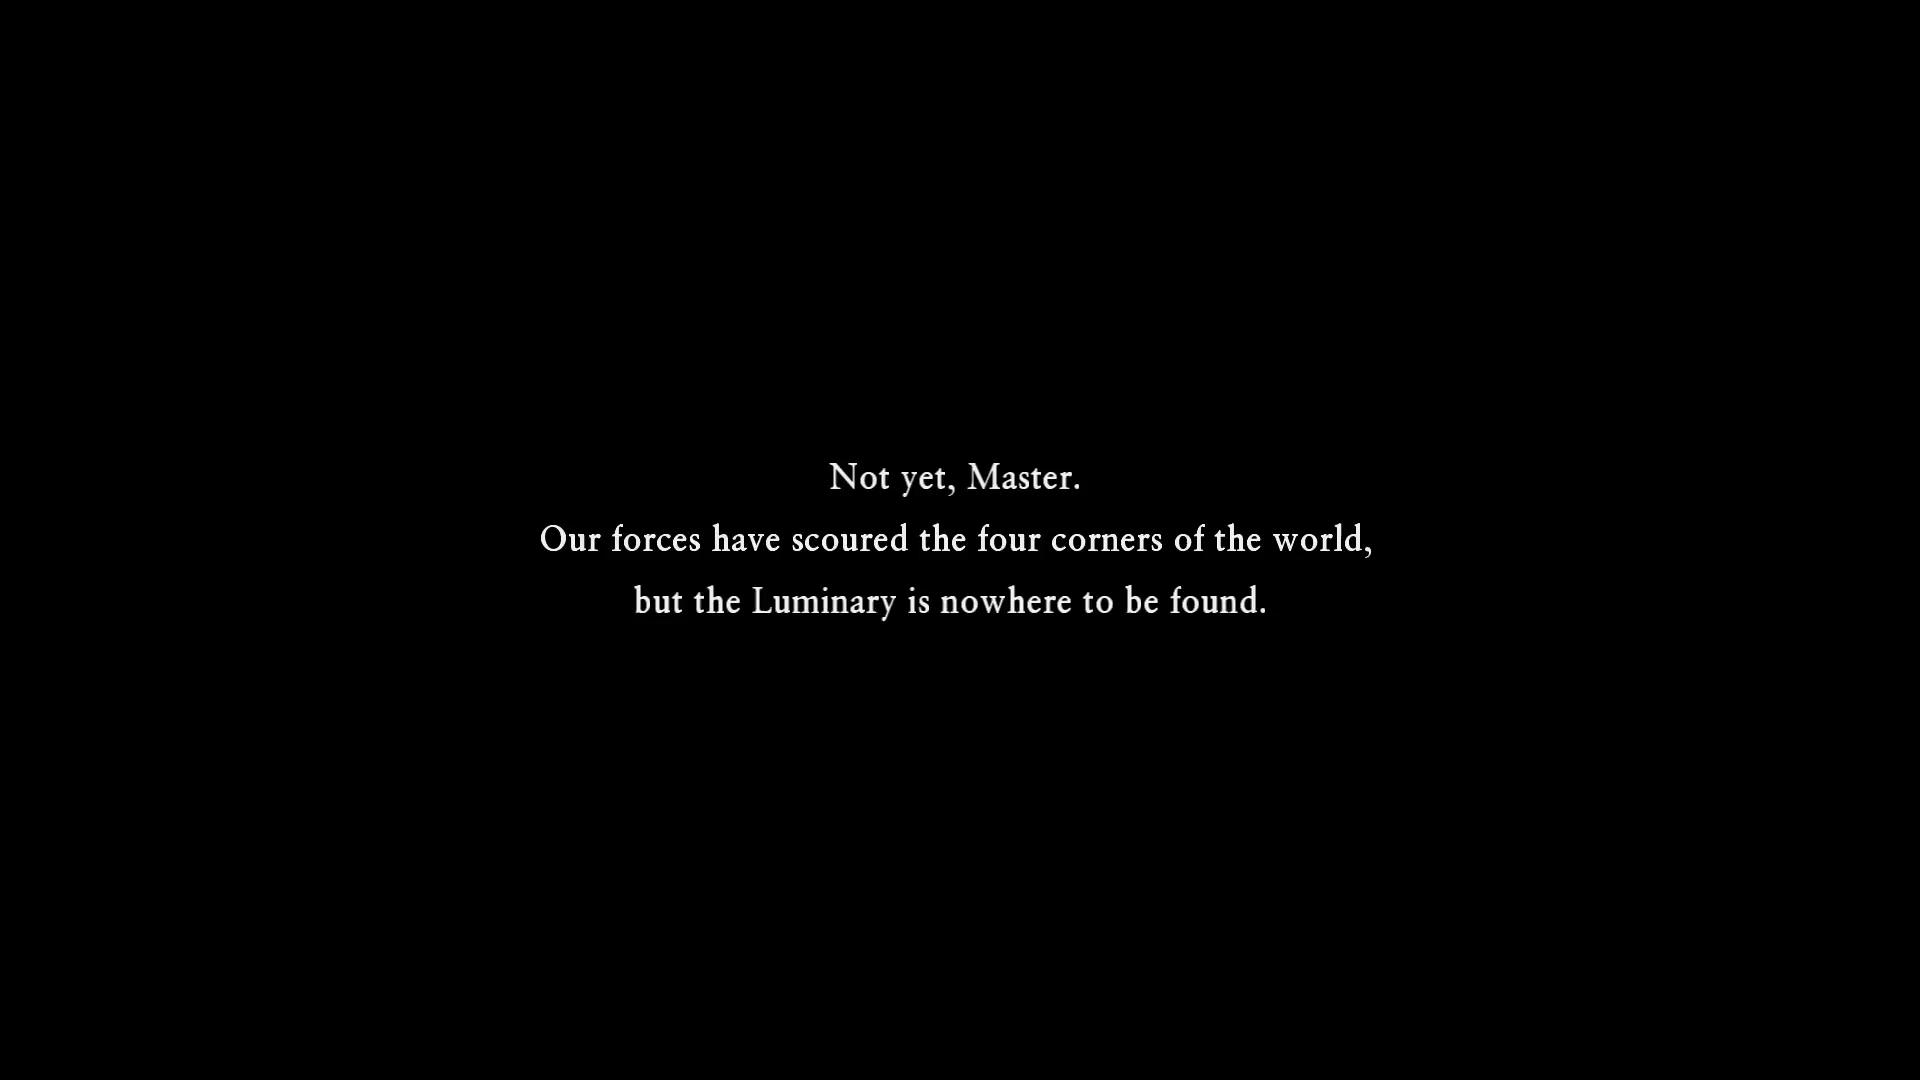 Not yet, Master.
Our forces have scoured the four corners of the world,
but the Luminary is nowhere to be found.